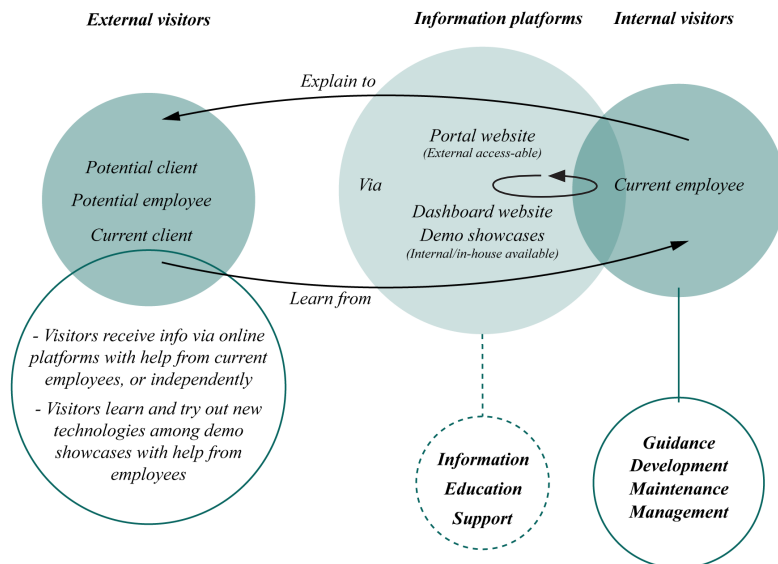 External visitors
Information platforms
Internal visitors
Explain to
Potential client
Potential employee
Current client
Via
Portal website
(External access-able)
Dashboard website
Demo showcases
(Internal/in-house available)
Current employee
Learn from
- Visitors receive info via online
platforms with help from current
employees, or independently
- Visitors learn and try out new
technologies among demo
showcases with help from
employees
Information
Education
Support
Guidance
Development
Maintenance
Management